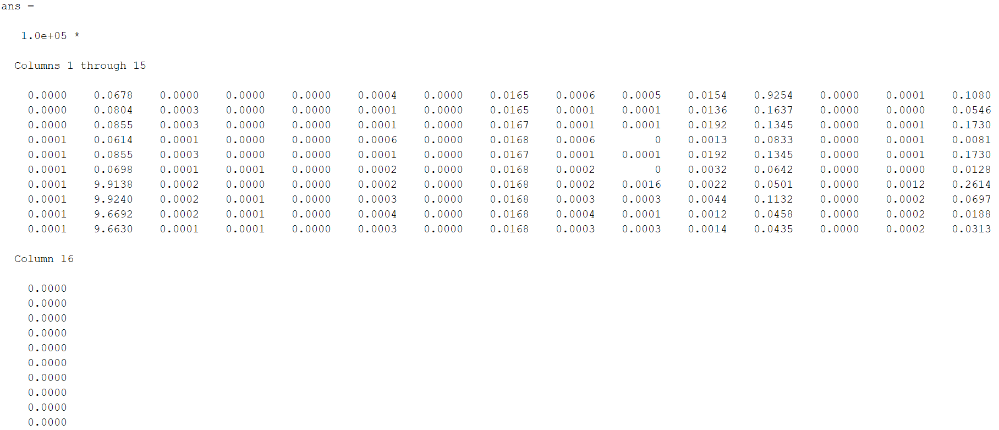 ans =
1.0e+05 *
Columns 1 through 15
0.0000 0.0678 0.0000 0.0000 0.0000 0.0004 0.0000 0.0165 0.0006 0.0005 0.0154 0.9254 0.0000 0.0001 0.1080
0.0000 0.0804 0.0003 0.0000 0.0000 0.0001 0.0000 0.0165 0.0001 0.0001 0.0136 0.1637 0.0000 0.0000 0.0546
0.0000 0.0855 0.0003 0.0000 0.0000 0.0001 0.0000 0.0167 0.0001 0.0001 0.0192 0.1345 0.0000 0.0001 0.1730
0.0001 0.0614 0.0001 0.0000 0.0000 0.0006 0.0000 0.0168 0.0006 0 0.0013 0.0833 0.0000 0.0001 0.0081
0.0001 0.0855 0.0003 0.0000 0.0000 0.0001 0.0000 0.0167 0.0001 0.0001 0.0192 0.1345 0.0000 0.0001 0.1730
0.0001 0.0698 0.0001 0.0001 0.0000 0.0002 0.0000 0.0168 0.0002 0 0.0032 0.0642 0.0000 0.0000 0.0128
0.0001 9.9138 0.0002 0.0000 0.0000 0.0002 0.0000 0.0168 0.0002 0.0016 0.0022 0.0501 0.0000 0.0012 0.2614
0.0001 9.9240 0.0002 0.0001 0.0000 0.0003 0.0000 0.0168 0.0003 0.0003 0.0044 0.1132 0.0000 0.0002 0.0697
0.0001 9.6692 0.0002 0.0001 0.0000 0.0004 0.0000 0.0168 0.0004 0.0001 0.0012 0.0458 0.0000 0.0002 0.0188
0.0001 9.6630 0.0001 0.0001 0.0000 0.0003 0.0000 0.0168 0.0003 0.0003 0.0014 0.0435 0.0000 0.0002 0.0313
Column 16
0.0000
0.0000
0.0000
0.0000
0.0000
0.0000
0.0000
0.0000
0.0000
0.0000